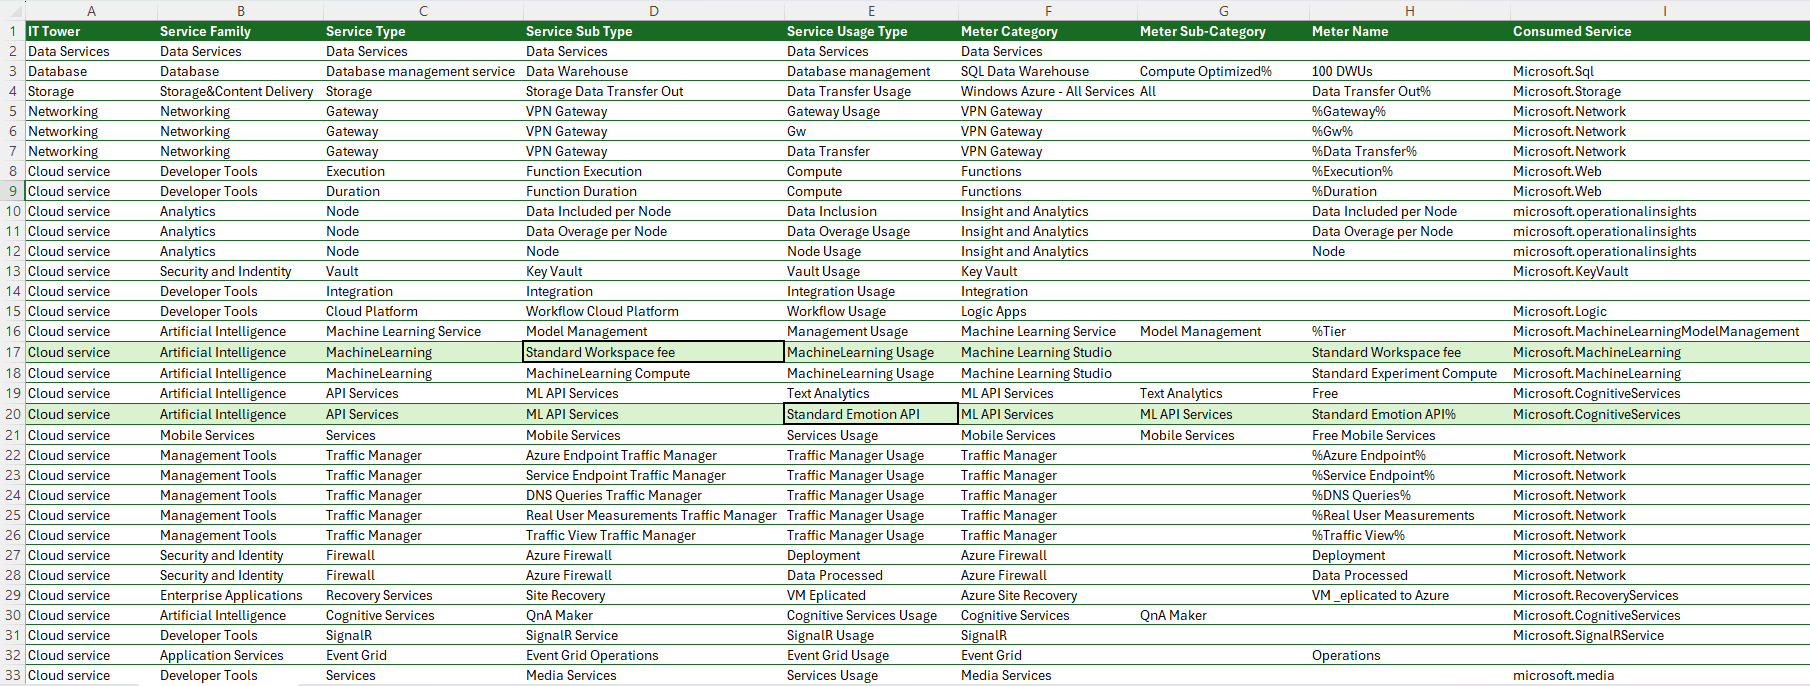 A B C D E F G H I
1 IT Tower Service Family Service Type Service Sub Type Service Usage Type Meter Category Meter Sub-Category Meter Name Consumed Service
2 Data Services Data Services Data Services Data Services Data Services Data Services
3 Database Database Database management service Data Warehouse Database management SQL Data Warehouse Compute Optimized% 100 DWUs Microsoft.Sql
4 Storage Storage&Content Delivery Storage Storage Data Transfer Out Data Transfer Usage Windows Azure - All Services All Data Transfer Out% Microsoft.Storage
5 Networking Networking Gateway VPN Gateway Gateway Usage VPN Gateway %Gateway% Microsoft.Network
6 Networking Networking Gateway VPN Gateway Gw VPN Gateway %Gw% Microsoft.Network
7 Networking Networking Gateway VPN Gateway Data Transfer VPN Gateway %Data Transfer% Microsoft.Network
8 Cloud service Developer Tools Execution Function Execution Compute Functions %Execution% Microsoft.Web
9 Cloud service Developer Tools Duration Function Duration Compute Functions %Duration Microsoft.Web
10 Cloud service Analytics Node Data Included per Node Data Inclusion Insight and Analytics Data Included per Node microsoft.operationalinsights
11 Cloud service Analytics Node Data Overage per Node Data Overage Usage Insight and Analytics Data Overage per Node microsoft.operationalinsights
12 Cloud service Analytics Node Node Node Usage Insight and Analytics Node microsoft.operationalinsights
13 Cloud service Security and Indentity Vault Key Vault Vault Usage Key Vault Microsoft.KeyVault
14 Cloud service Developer Tools Integration Integration Integration Usage Integration
15 Cloud service Developer Tools Cloud Platform Workflow Cloud Platform Workflow Usage Logic Apps Microsoft.Logic
16 Cloud service Artificial Intelligence Machine Learning Service Model Management Management Usage Machine Learning Service Model Management %Tier Microsoft.MachineLearningModelManagement
17 Cloud service Artificial Intelligence MachineLearning Standard Workspace fee MachineLearning Usage Machine Learning Studio Standard Workspace fee Microsoft.MachineLearning
18 Cloud service Artificial Intelligence MachineLearning MachineLearning Compute MachineLearning Usage Machine Learning Studio Standard Experiment Compute Microsoft.MachineLearning
19 Cloud service Artificial Intelligence API Services ML API Services Text Analytics ML API Services Text Analytics Free Microsoft.CognitiveServices
20 Cloud service Artificial Intelligence API Services ML API Services Standard Emotion API ML API Services ML API Services Standard Emotion API% Microsoft.CognitiveServices
21 Cloud service Mobile Services Services Mobile Services Services Usage Mobile Services Mobile Services Free Mobile Services
22 Cloud service Management Tools Traffic Manager Azure Endpoint Traffic Manager Traffic Manager Usage Traffic Manager %Azure Endpoint% Microsoft.Network
23 Cloud service Management Tools Traffic Manager Service Endpoint Traffic Manager Traffic Manager Usage Traffic Manager %Service Endpoint% Microsoft.Network
24 Cloud service Management Tools Traffic Manager DNS Queries Traffic Manager Traffic Manager Usage Traffic Manager %DNS Queries% Microsoft.Network
25 Cloud service Management Tools Traffic Manager Real User Measurements Traffic Manager Traffic Manager Usage Traffic Manager %Real User Measurements Microsoft.Network
26 Cloud service Management Tools Traffic Manager Traffic View Traffic Manager Traffic Manager Usage Traffic Manager %Traffic View% Microsoft.Network
27 Cloud service Security and Identity Firewall Azure Firewall Deployment Azure Firewall Deployment Microsoft.Network
28 Cloud service Security and Identity Firewall Azure Firewall Data Processed Azure Firewall Data Processed Microsoft.Network
29 Cloud service Enterprise Applications Recovery Services Site Recovery VM Eplicated Azure Site Recovery VM _eplicated to Azure Microsoft.RecoveryServices
30 Cloud service Artificial Intelligence Cognitive Services QnA Maker Cognitive Services Usage Cognitive Services QnA Maker Microsoft.CognitiveServices
31 Cloud service Developer Tools SignalR SignalR Service SignalR Usage SignalR Microsoft.SignalRService
32 Cloud service Application Services Event Grid Event Grid Operations Event Grid Usage Event Grid Operations
33 Cloud service Developer Tools Services Media Services Services Usage Media Services microsoft.media